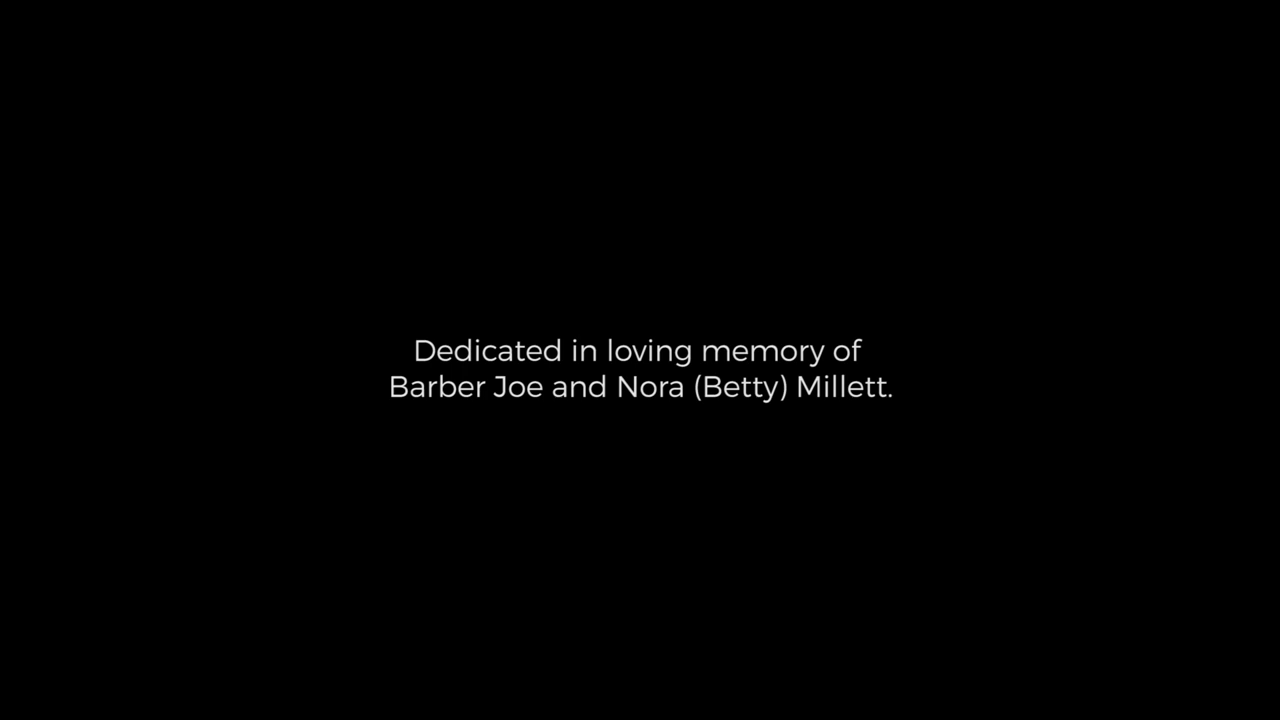 Dedicated in loving memory of
Barber Joe and Nora (Betty) Millett.